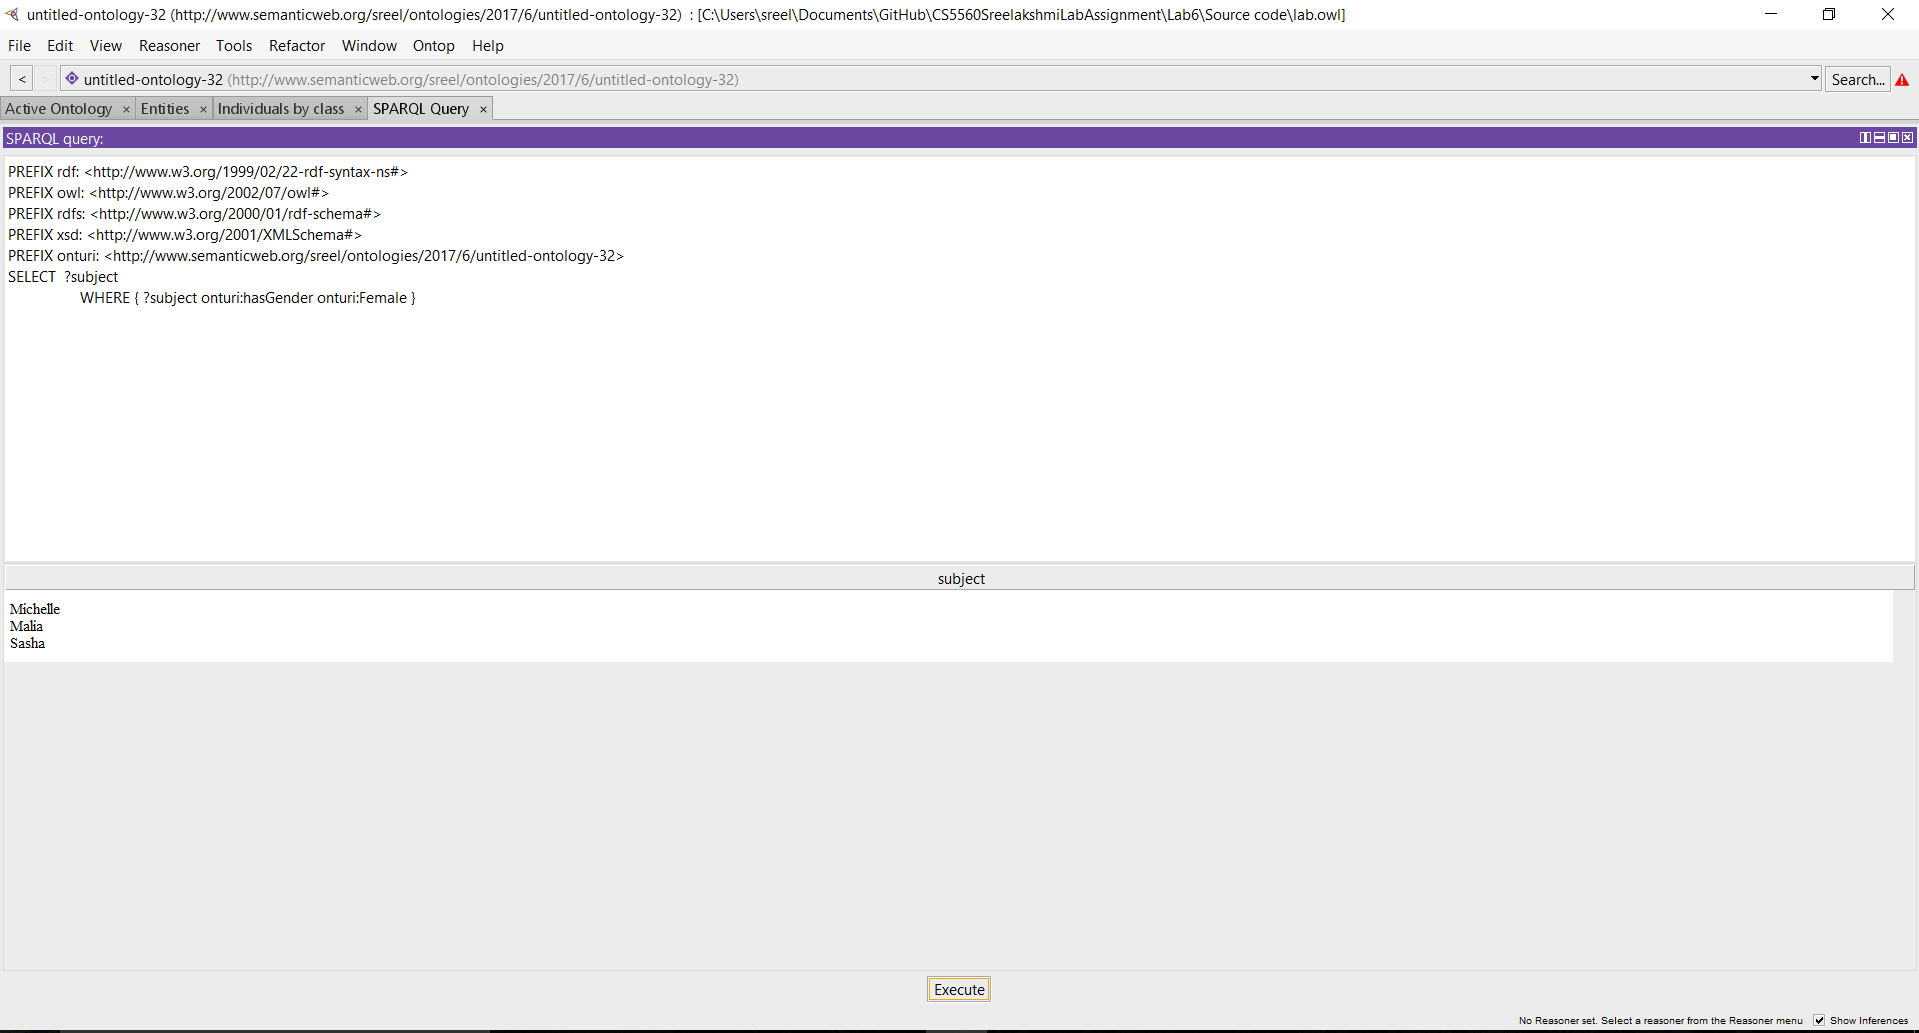 untitled-ontology-32 (http://www.semanticweb.org/sreel/ontologies/2017/6/untitled-ontology-32) : [C:\Users\sreel\Documents\GitHub\CS5560SreelakshmiLabAssignment\Lab6\Source code\lab.owl]
File Edit View Reasoner Tools Refactor Window Ontop Help
< > untitled-ontology-32 (http://www.semanticweb.org/sreel/ontologies/2017/6/untitled-ontology-32) Search...
Active Ontology × Entities × Individuals by class × SPARQL Query ×
SPARQL query:
PREFIX rdf: <http://www.w3.org/1999/02/22-rdf-syntax-ns#>
PREFIX owl: <http://www.w3.org/2002/07/owl#>
PREFIX rdfs: <http://www.w3.org/2000/01/rdf-schema#>
PREFIX xsd: <http://www.w3.org/2001/XMLSchema#>
PREFIX onturi: <http://www.semanticweb.org/sreel/ontologies/2017/6/untitled-ontology-32>
SELECT ?subject
WHERE { ?subject onturi:hasGender onturi:Female }
subject
Michelle
Malia
Sasha
Execute
No Reasoner set. Select a reasoner from the Reasoner menu Show Inferences